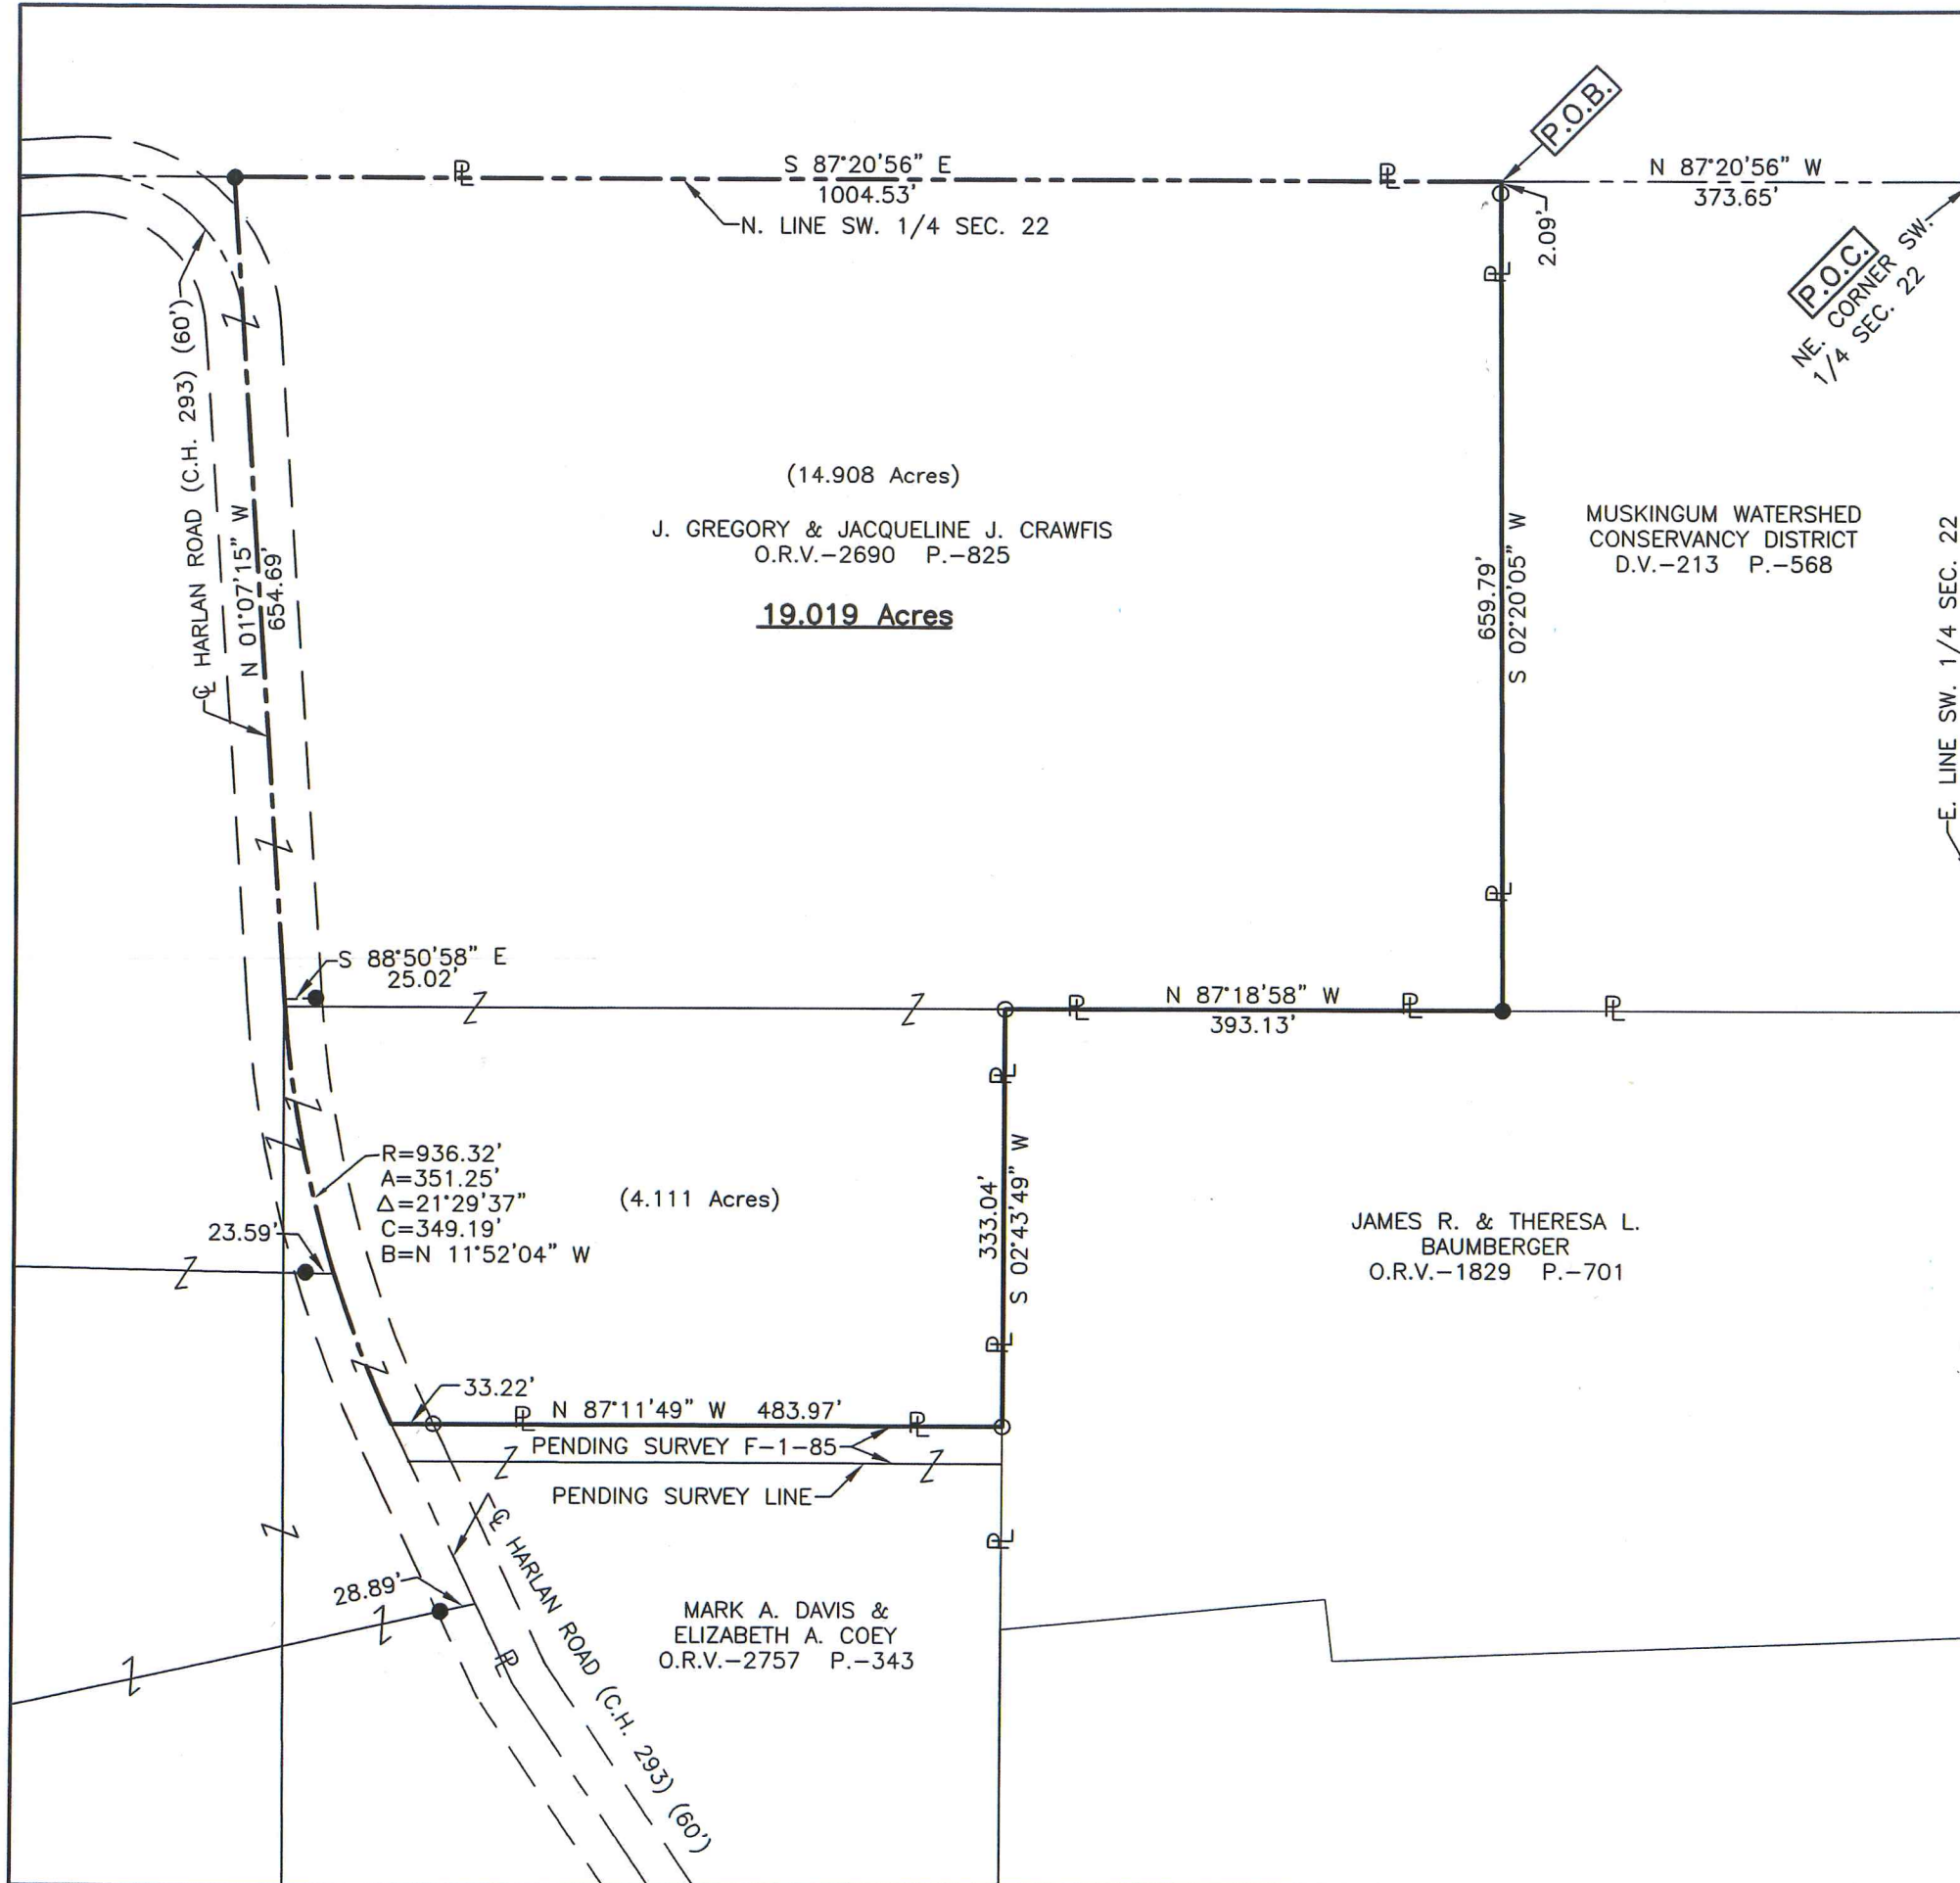 P.O.B.
S 87°20'56" E
1004.53'
N. LINE SW. 1/4 SEC. 22
N 87°20'56" W
373.65'
2.09'
P.O.C.
NE. CORNER SW.
1/4 SEC. 22
℄ HARLAN ROAD (C.H. 293) (60')
N 01°07'15" W
654.69'
(14.908 Acres)
J. GREGORY & JACQUELINE J. CRAWFIS
O.R.V.-2690 P.-825
19.019 Acres
659.79'
S 02°20'05" W
MUSKINGUM WATERSHED
CONSERVANCY DISTRICT
D.V.-213 P.-568
E. LINE SW. 1/4 SEC. 22
S 88°50'58" E
25.02'
N 87°18'58" W
393.13'
R=936.32'
A=351.25'
Δ=21°29'37"
C=349.19'
B=N 11°52'04" W
23.59'
(4.111 Acres)
333.04'
S 02°43'49" W
JAMES R. & THERESA L.
BAUMBERGER
O.R.V.-1829 P.-701
33.22'
N 87°11'49" W 483.97'
PENDING SURVEY F-1-85
PENDING SURVEY LINE
28.89'
℄ HARLAN ROAD (C.H. 293) (60')
MARK A. DAVIS &
ELIZABETH A. COEY
O.R.V.-2757 P.-343